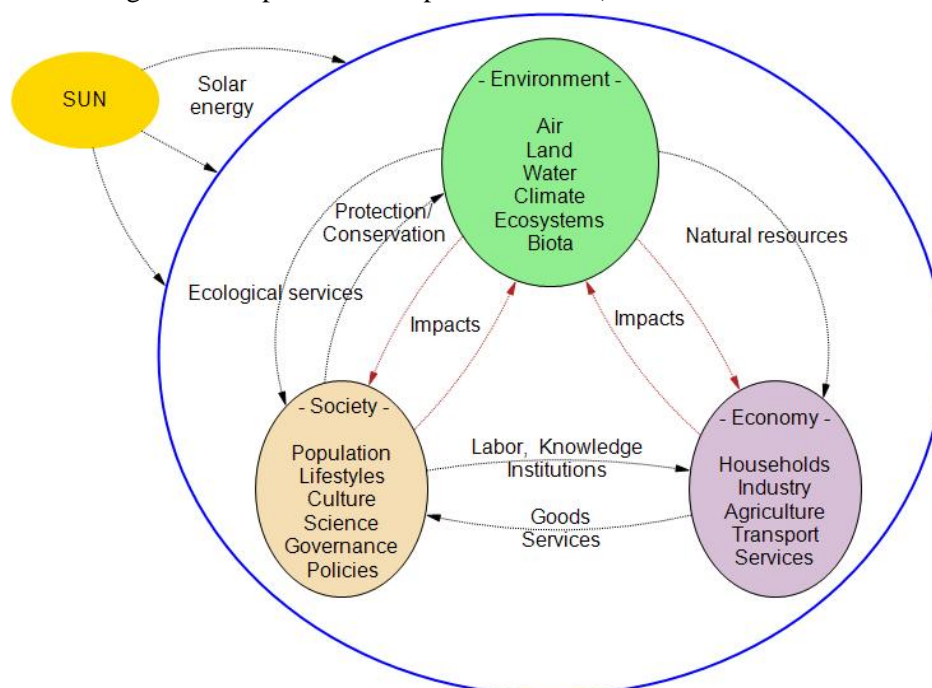 SUN
Solar
energy
- Environment -
Air
Land
Water
Climate
Ecosystems
Biota
Protection/
Conservation
Natural resources
Ecological services
Impacts
Impacts
- Society -
Population
Lifestyles
Culture
Science
Governance
Policies
Labor, Knowledge
Institutions
Goods
Services
- Economy -
Households
Industry
Agriculture
Transport
Services